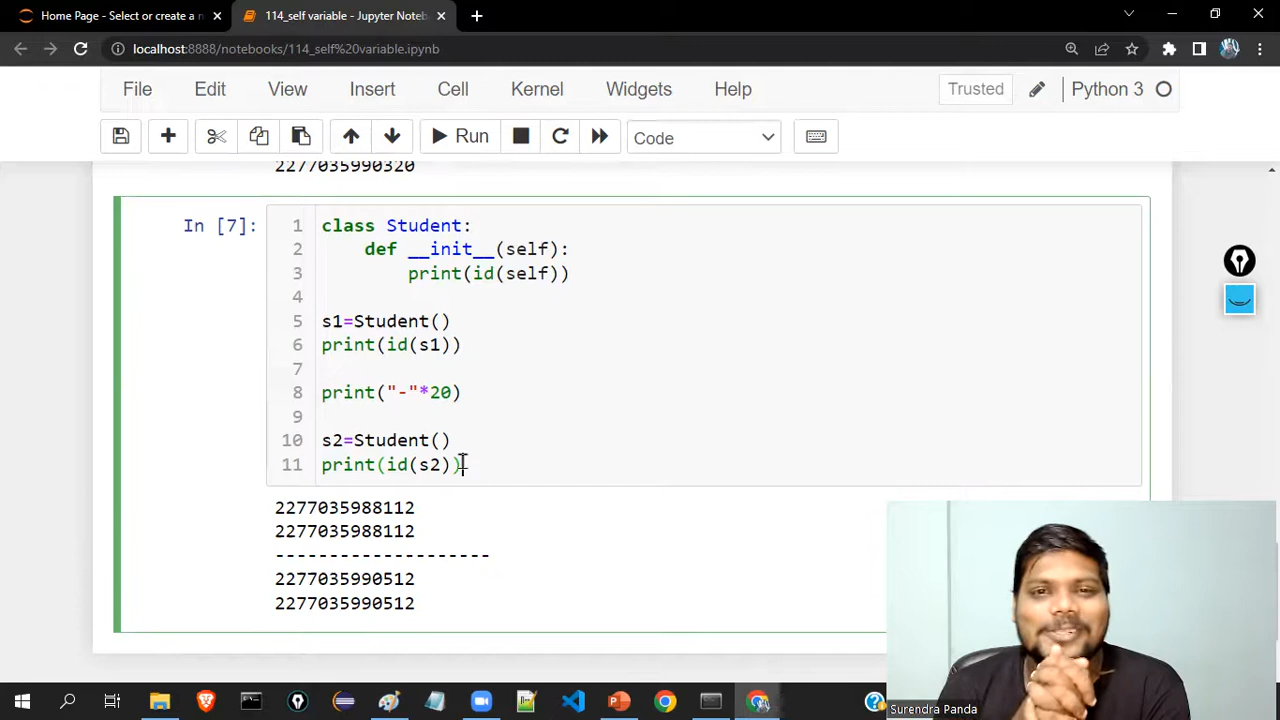 Home Page - Select or create a n
114_self variable - Jupyter Noteb
localhost:8888/notebooks/114_self%20variable.ipynb
File Edit View Insert Cell Kernel Widgets Help Trusted Python 3
Run Code
2277035990320
In [7]:
1 class Student:
2 def __init__(self):
3 print(id(self))
4
5 s1=Student()
6 print(id(s1))
7
8 print("-"*20)
9
10 s2=Student()
11 print(id(s2))
2277035988112
2277035988112
--------------------
2277035990512
2277035990512
Surendra Panda